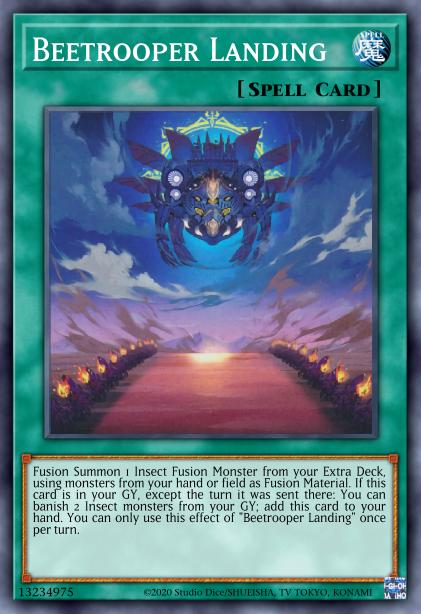 Beetrooper Landing
SPELL
魔
[Spell Card]
Fusion Summon 1 Insect Fusion Monster from your Extra Deck,
using monsters from your hand or field as Fusion Material. If this
card is in your GY, except the turn it was sent there: You can
banish 2 Insect monsters from your GY; add this card to your
hand. You can only use this effect of "Beetrooper Landing" once
per turn.
13234975
©2020 Studio Dice/SHUEISHA, TV TOKYO, KONAMI